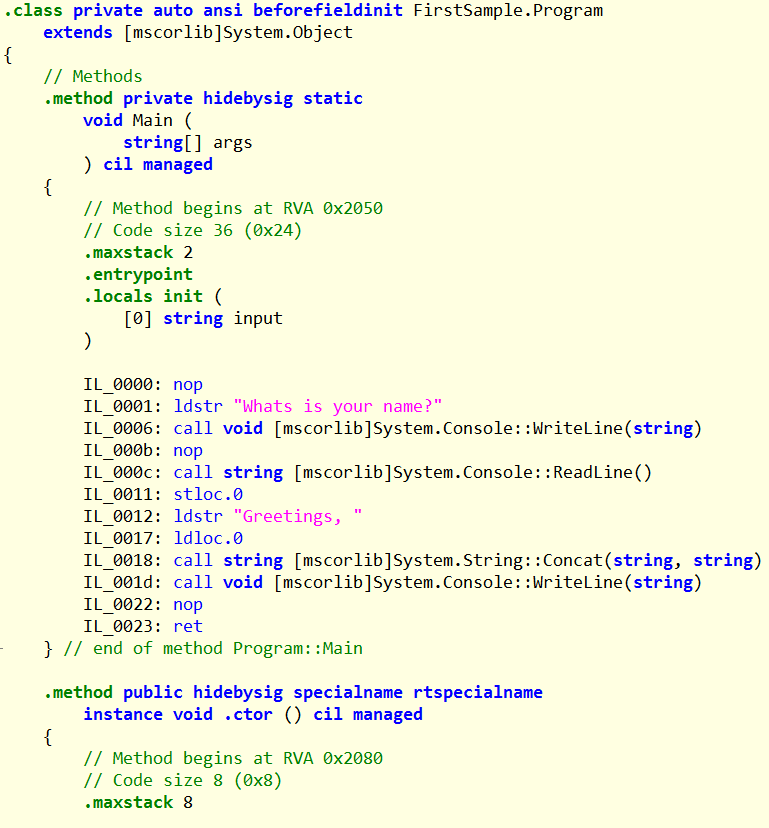 .class private auto ansi beforefieldinit FirstSample.Program
    extends [mscorlib]System.Object
{
    // Methods
    .method private hidebysig static
        void Main (
            string[] args
        ) cil managed
    {
        // Method begins at RVA 0x2050
        // Code size 36 (0x24)
        .maxstack 2
        .entrypoint
        .locals init (
            [0] string input
        )

        IL_0000: nop
        IL_0001: ldstr "Whats is your name?"
        IL_0006: call void [mscorlib]System.Console::WriteLine(string)
        IL_000b: nop
        IL_000c: call string [mscorlib]System.Console::ReadLine()
        IL_0011: stloc.0
        IL_0012: ldstr "Greetings, "
        IL_0017: ldloc.0
        IL_0018: call string [mscorlib]System.String::Concat(string, string)
        IL_001d: call void [mscorlib]System.Console::WriteLine(string)
        IL_0022: nop
        IL_0023: ret
    } // end of method Program::Main

    .method public hidebysig specialname rtspecialname
        instance void .ctor () cil managed
    {
        // Method begins at RVA 0x2080
        // Code size 8 (0x8)
        .maxstack 8